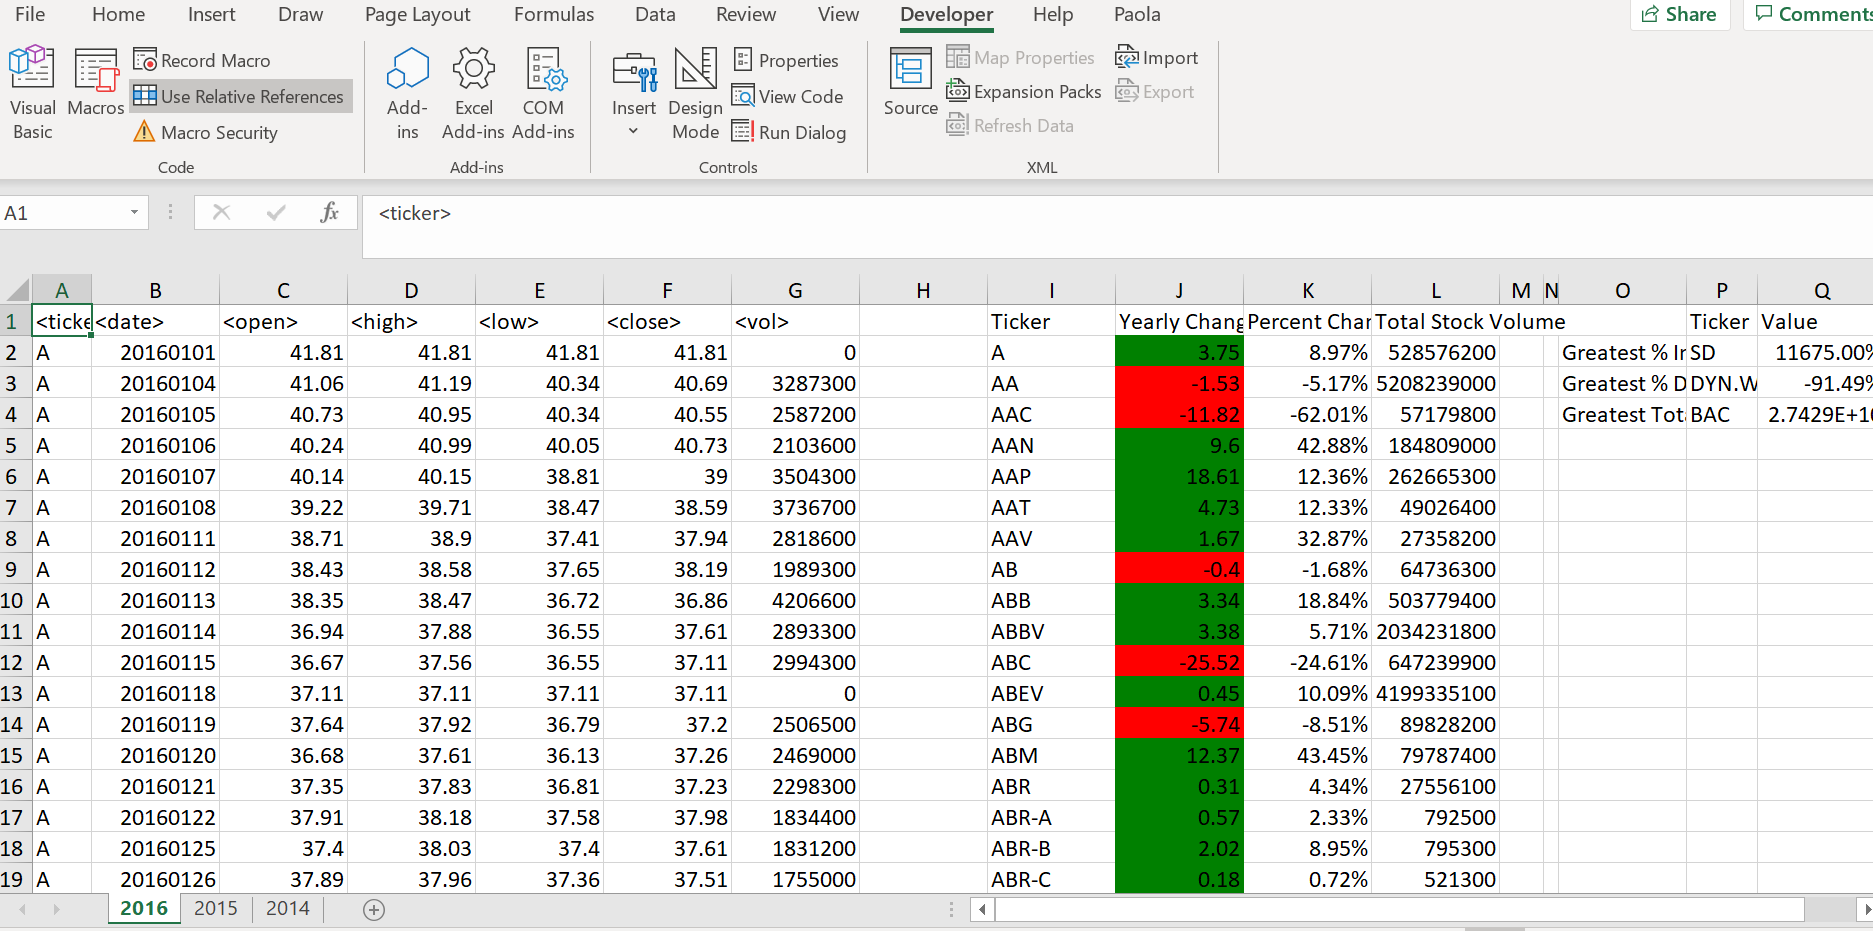 File Home Insert Draw Page Layout Formulas Data Review View Developer Help Paola Share Comments
Visual Basic
Macros
Record Macro
Use Relative References
Macro Security
Code
Add-ins
Excel Add-ins
COM Add-ins
Add-ins
Insert
Design Mode
Properties
View Code
Run Dialog
Controls
Source
Map Properties
Expansion Packs
Refresh Data
Import
Export
XML
A1 fx <ticker>
A B C D E F G H I J K L M N O P Q
1 <ticke <date> <open> <high> <low> <close> <vol> Ticker Yearly Chang Percent Char Total Stock Volume Ticker Value
2 A 20160101 41.81 41.81 41.81 41.81 0 A 3.75 8.97% 528576200 Greatest % In SD 11675.00%
3 A 20160104 41.06 41.19 40.34 40.69 3287300 AA -1.53 -5.17% 5208239000 Greatest % D DYN.W -91.49%
4 A 20160105 40.73 40.95 40.34 40.55 2587200 AAC -11.82 -62.01% 57179800 Greatest Tota BAC 2.7429E+10
5 A 20160106 40.24 40.99 40.05 40.73 2103600 AAN 9.6 42.88% 184809000
6 A 20160107 40.14 40.15 38.81 39 3504300 AAP 18.61 12.36% 262665300
7 A 20160108 39.22 39.71 38.47 38.59 3736700 AAT 4.73 12.33% 49026400
8 A 20160111 38.71 38.9 37.41 37.94 2818600 AAV 1.67 32.87% 27358200
9 A 20160112 38.43 38.58 37.65 38.19 1989300 AB -0.4 -1.68% 64736300
10 A 20160113 38.35 38.47 36.72 36.86 4206600 ABB 3.34 18.84% 503779400
11 A 20160114 36.94 37.88 36.55 37.61 2893300 ABBV 3.38 5.71% 2034231800
12 A 20160115 36.67 37.56 36.55 37.11 2994300 ABC -25.52 -24.61% 647239900
13 A 20160118 37.11 37.11 37.11 37.11 0 ABEV 0.45 10.09% 4199335100
14 A 20160119 37.64 37.92 36.79 37.2 2506500 ABG -5.74 -8.51% 89828200
15 A 20160120 36.68 37.61 36.13 37.26 2469000 ABM 12.37 43.45% 79787400
16 A 20160121 37.35 37.83 36.81 37.23 2298300 ABR 0.31 4.34% 27556100
17 A 20160122 37.91 38.18 37.58 37.98 1834400 ABR-A 0.57 2.33% 792500
18 A 20160125 37.4 38.03 37.4 37.61 1831200 ABR-B 2.02 8.95% 795300
19 A 20160126 37.89 37.96 37.36 37.51 1755000 ABR-C 0.18 0.72% 521300
2016 2015 2014